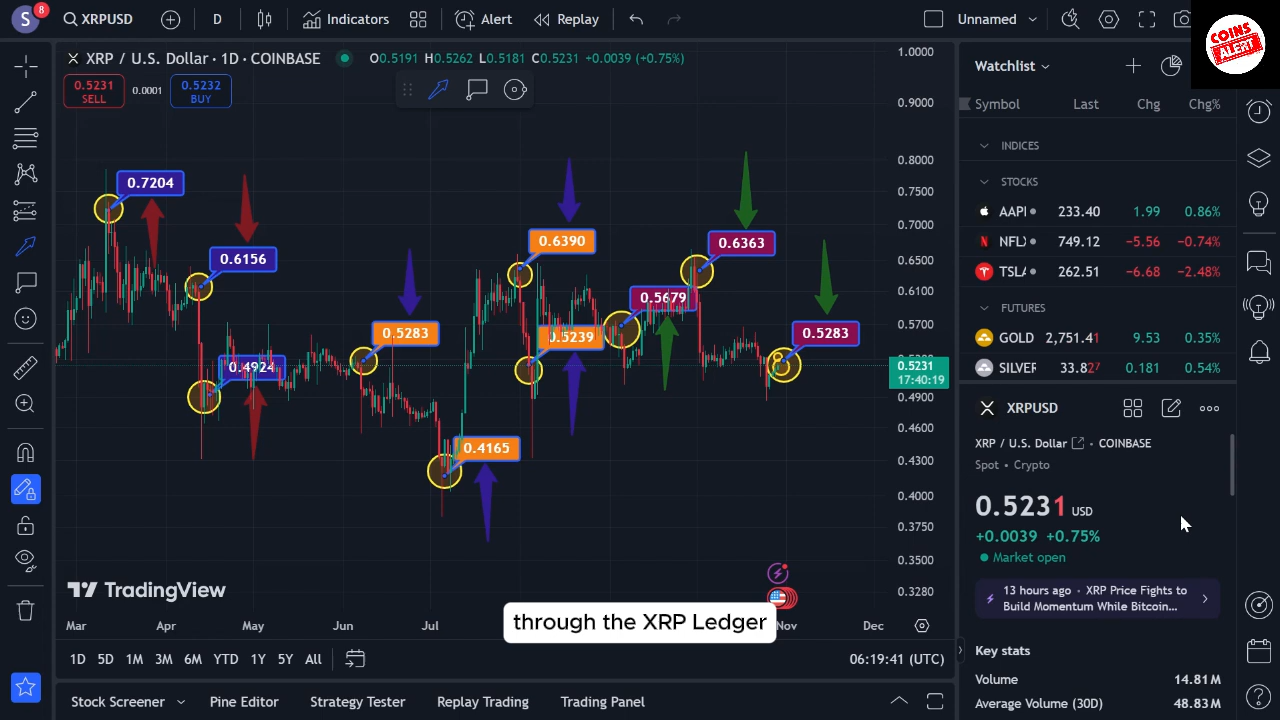 S 8 XRPUSD D Indicators Alert Replay Unnamed
COINS
ALERT
XRP / U.S. Dollar · 1D · COINBASE O0.5191 H0.5262 L0.5181 C0.5231 +0.0039 (+0.75%)
0.5231
SELL
0.0001
0.5232
BUY
0.7204
0.6156
0.4924
0.5283
0.4165
0.6390
0.5239
0.5679
0.6363
0.5283
1.0000
0.9000
0.8000
0.7500
0.7000
0.6500
0.6100
0.5700
0.5231
17:40:19
0.4900
0.4600
0.4300
0.4000
0.3750
0.3500
0.3280
TradingView
through the XRP Ledger
Mar Apr May Jun Jul Nov Dec
1D 5D 1M 3M 6M YTD 1Y 5Y All
06:19:41 (UTC)
Stock Screener Pine Editor Strategy Tester Replay Trading Trading Panel
Watchlist
Symbol Last Chg Chg%
INDICES
STOCKS
AAPL 233.40 1.99 0.86%
NFLX 749.12 −5.56 −0.74%
TSLA 262.51 −6.68 −2.48%
FUTURES
GOLD 2,751.41 9.53 0.35%
SILVER 33.827 0.181 0.54%
XRPUSD
XRP / U.S. Dollar · COINBASE
Spot · Crypto
0.5231 USD
+0.0039 +0.75%
Market open
13 hours ago · XRP Price Fights to
Build Momentum While Bitcoin...
Key stats
Volume 14.81M
Average Volume (30D) 48.83M